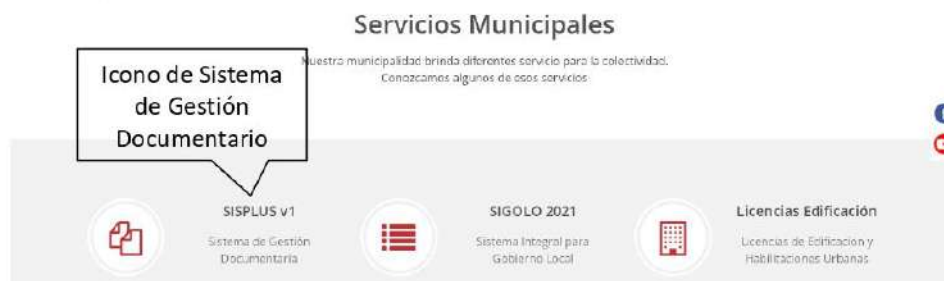 Servicios Municipales
Nuestra municipalidad brinda diferentes servicio para la colectividad.
Conozcamos algunos de esos servicios
Icono de Sistema
de Gestión
Documentario
SISPLUS v1
Sistema de Gestión
Documentaria
SIGOLO 2021
Sistema Integral para
Gobierno Local
Licencias Edificación
Licencias de Edificación y
Habilitaciones Urbanas